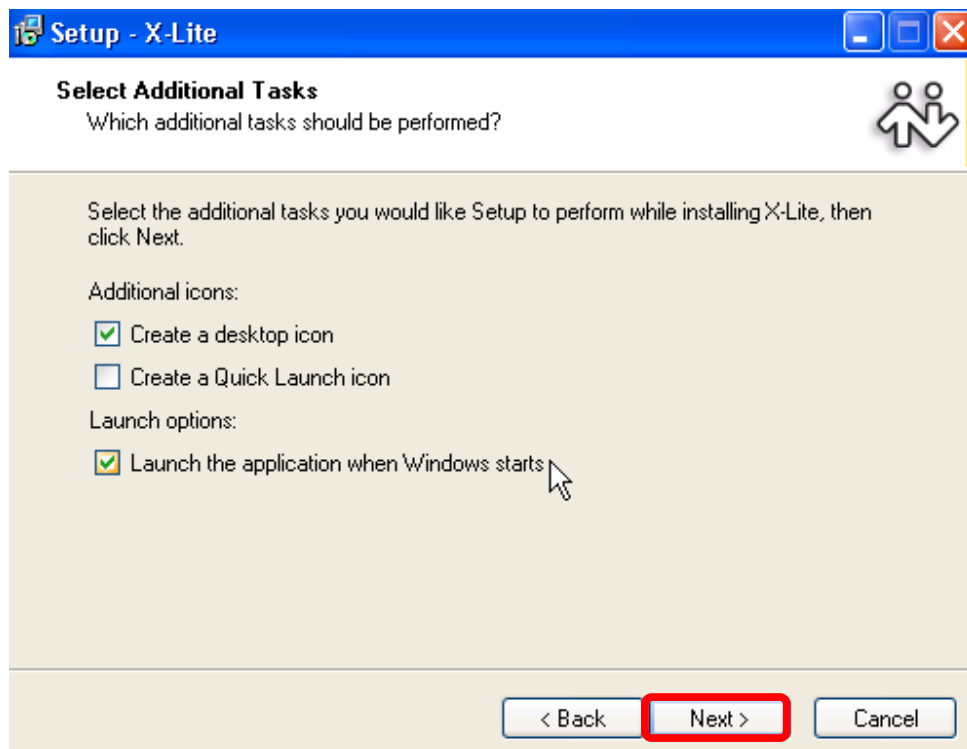 Setup - X-Lite
Select Additional Tasks
Which additional tasks should be performed?
Select the additional tasks you would like Setup to perform while installing X-Lite, then
click Next.
Additional icons:
Create a desktop icon
Create a Quick Launch icon
Launch options:
Launch the application when Windows starts
< Back
Next >
Cancel